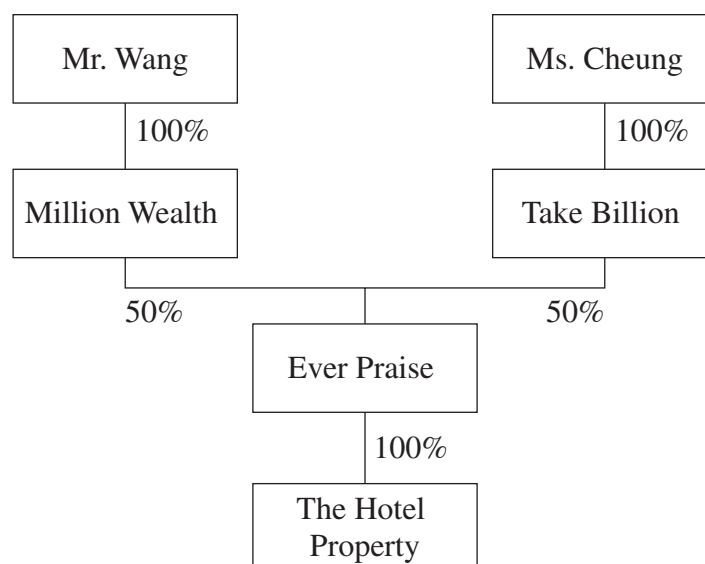 Mr. Wang
Ms. Cheung
100%
100%
Million Wealth
Take Billion
50%
50%
Ever Praise
100%
The Hotel
Property